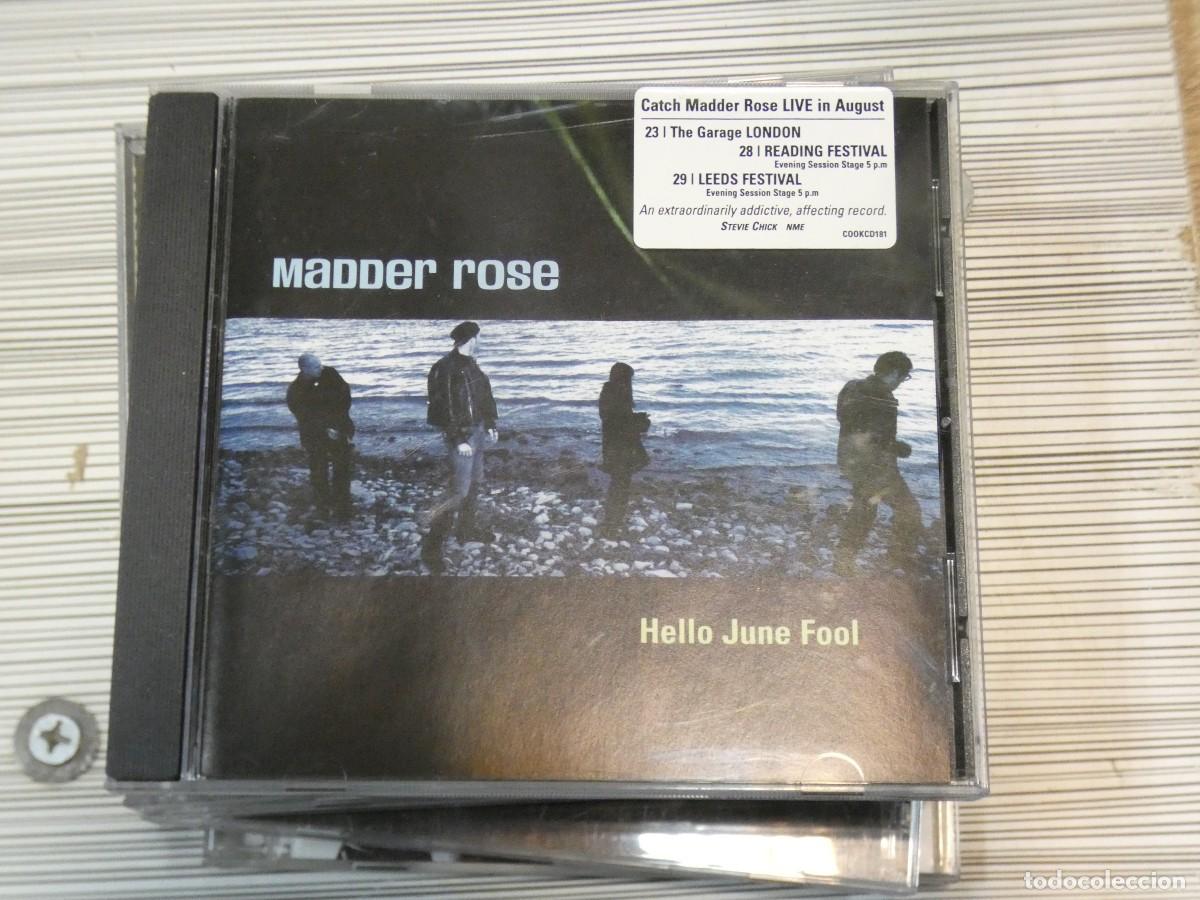 Catch Madder Rose LIVE in August
23 | The Garage LONDON
28 | READING FESTIVAL
Evening Session Stage 5 p.m
29 | LEEDS FESTIVAL
Evening Session Stage 5 p.m
An extraordinarily addictive, affecting record.
STEVIE CHICK NME
COOKCD181
Madder rose
Hello June Fool
todocoleccion